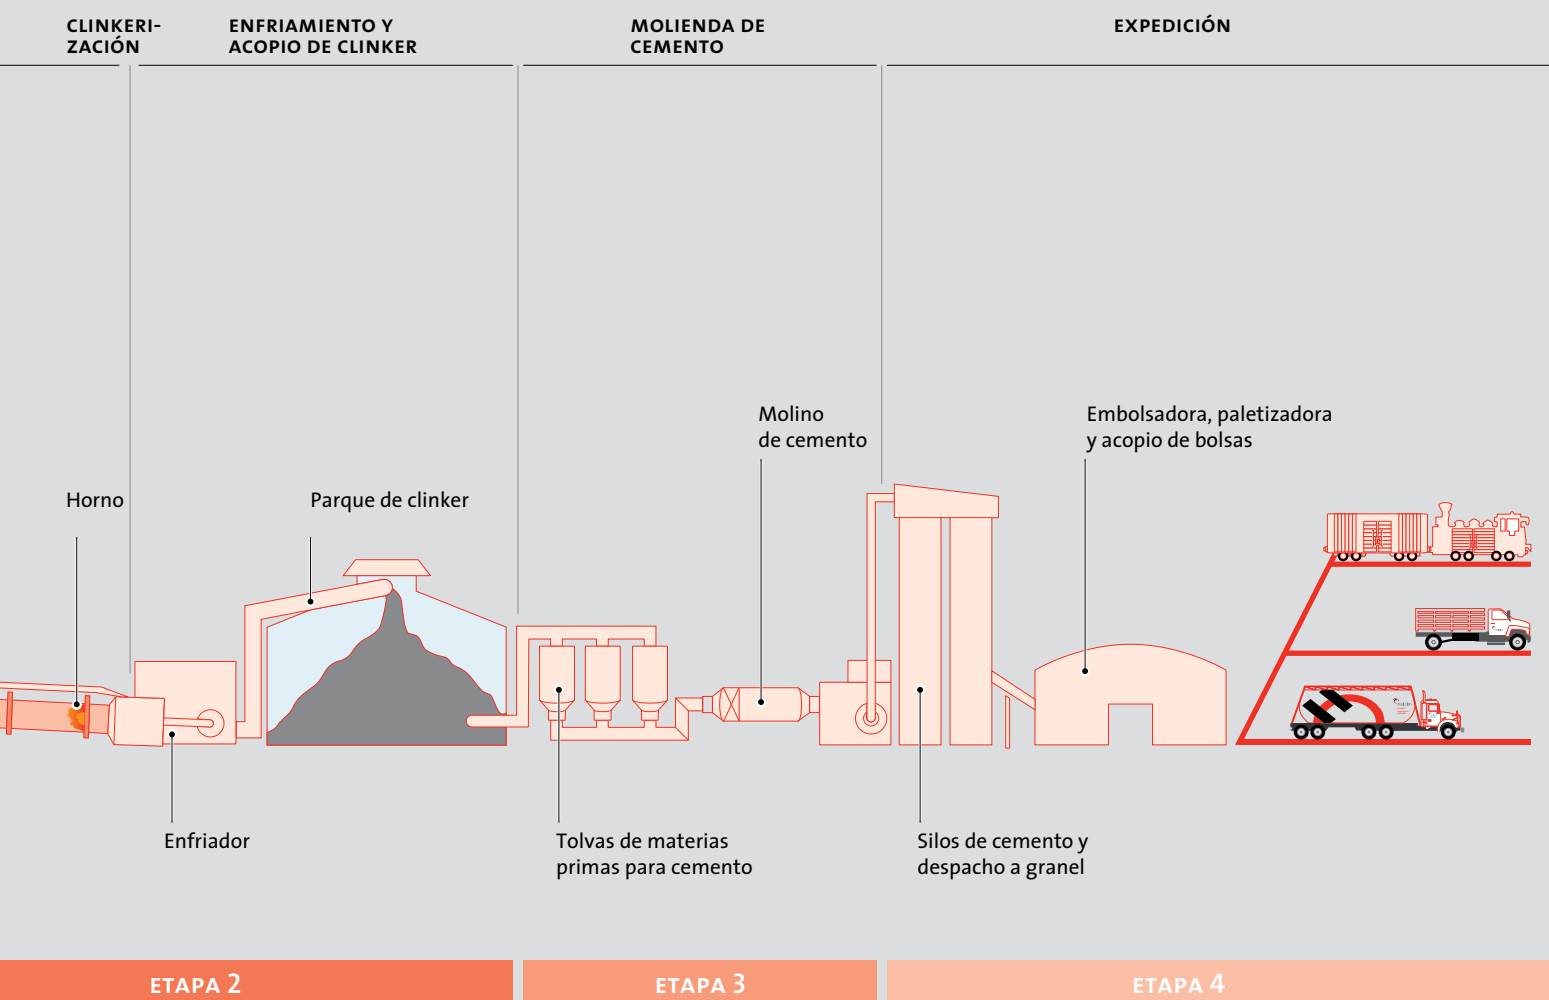 CLINKERI-
ZACIÓN
ENFRIAMIENTO Y
ACOPIO DE CLINKER
MOLIENDA DE
CEMENTO
EXPEDICIÓN
Molino
de cemento
Embolsadora, paletizadora
y acopio de bolsas
Horno
Parque de clinker
Enfriador
Tolvas de materias
primas para cemento
Silos de cemento y
despacho a granel
ETAPA 2
ETAPA 3
ETAPA 4